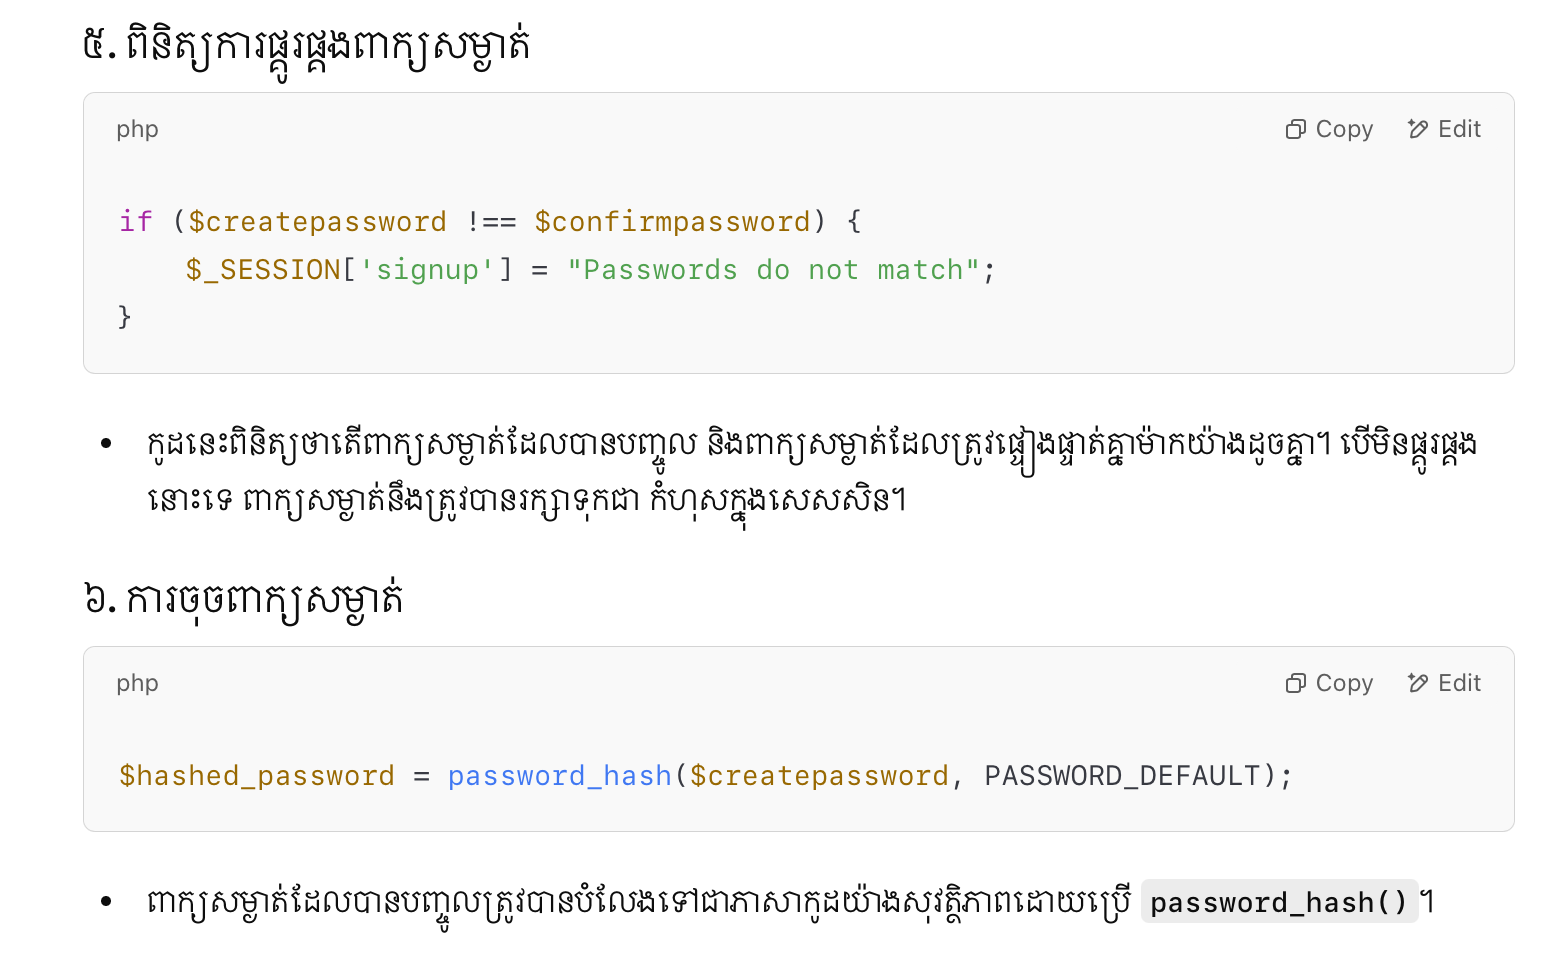 ៥. ពិនិត្យការផ្គូរផ្គងពាក្យសម្ងាត់
php Copy Edit
if ($createpassword !== $confirmpassword) {
    $_SESSION['signup'] = "Passwords do not match";
}
• កូដនេះពិនិត្យថាតើពាក្យសម្ងាត់ដែលបានបញ្ចូល និងពាក្យសម្ងាត់ដែលត្រូវផ្ទៀងផ្ទាត់គ្នាម៉ាកយ៉ាងដូចគ្នា។ បើមិនផ្គូរផ្គង
នោះទេ ពាក្យសម្ងាត់នឹងត្រូវបានរក្សាទុកជា កំហុសក្នុងសេសសិន។
៦. ការចុចពាក្យសម្ងាត់
php Copy Edit
$hashed_password = password_hash($createpassword, PASSWORD_DEFAULT);
• ពាក្យសម្ងាត់ដែលបានបញ្ចូលត្រូវបានបំលែងទៅជាភាសាកូដយ៉ាងសុវត្ថិភាពដោយប្រើ password_hash()។